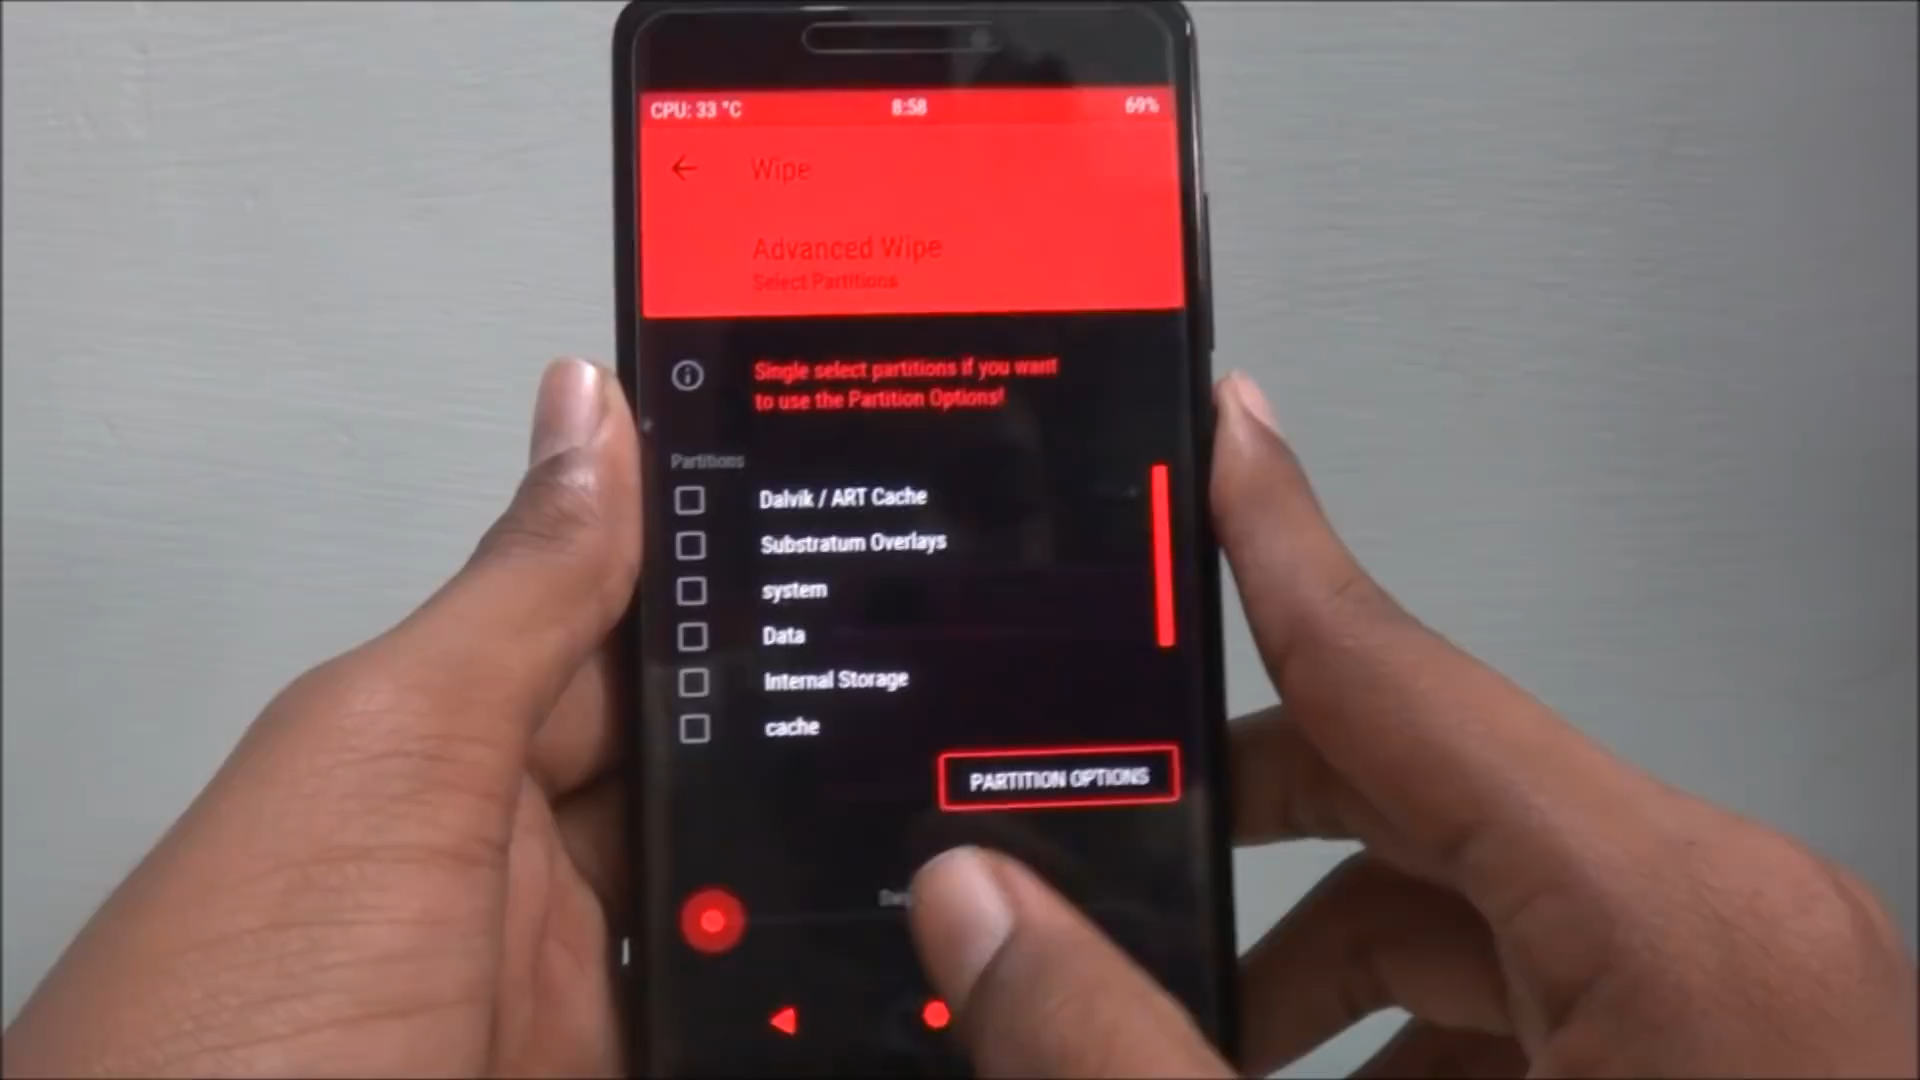 CPU: 33 °C 8:58 69%
Wipe
Advanced Wipe
Select Partitions
Single select partitions if you want
to use the Partition Options!
Partitions
Dalvik / ART Cache
Substratum Overlays
system
Data
Internal Storage
cache
PARTITION OPTIONS